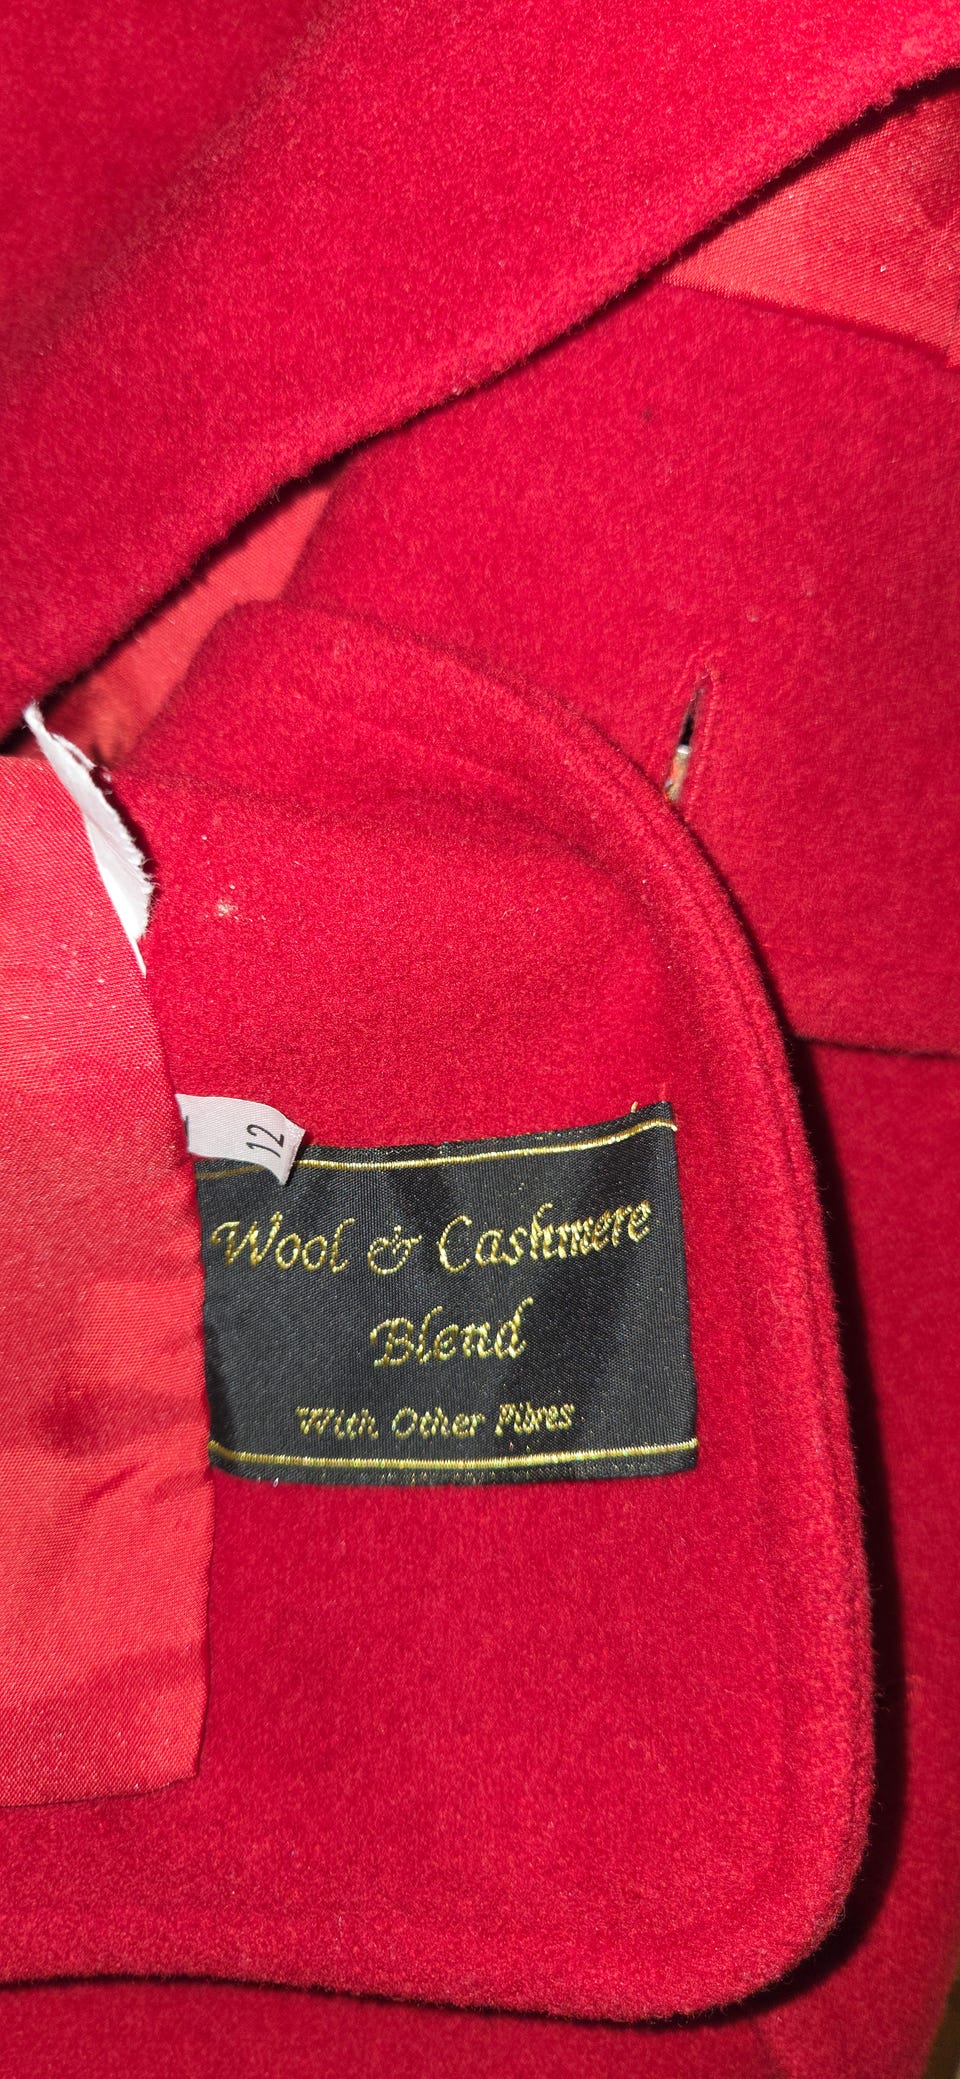 12
Wool & Cashmere
Blend
With Other Fibres